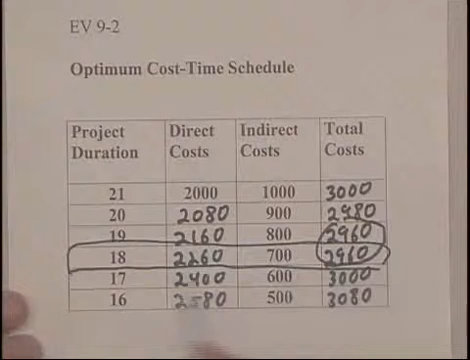 EV 9-2
Optimum Cost-Time Schedule
Project Duration Direct Costs Indirect Costs Total Costs
21 2000 1000 3000
20 2080 900 2980
19 2160 800 2960
18 2260 700 2960
17 2400 600 3000
16 2580 500 3080